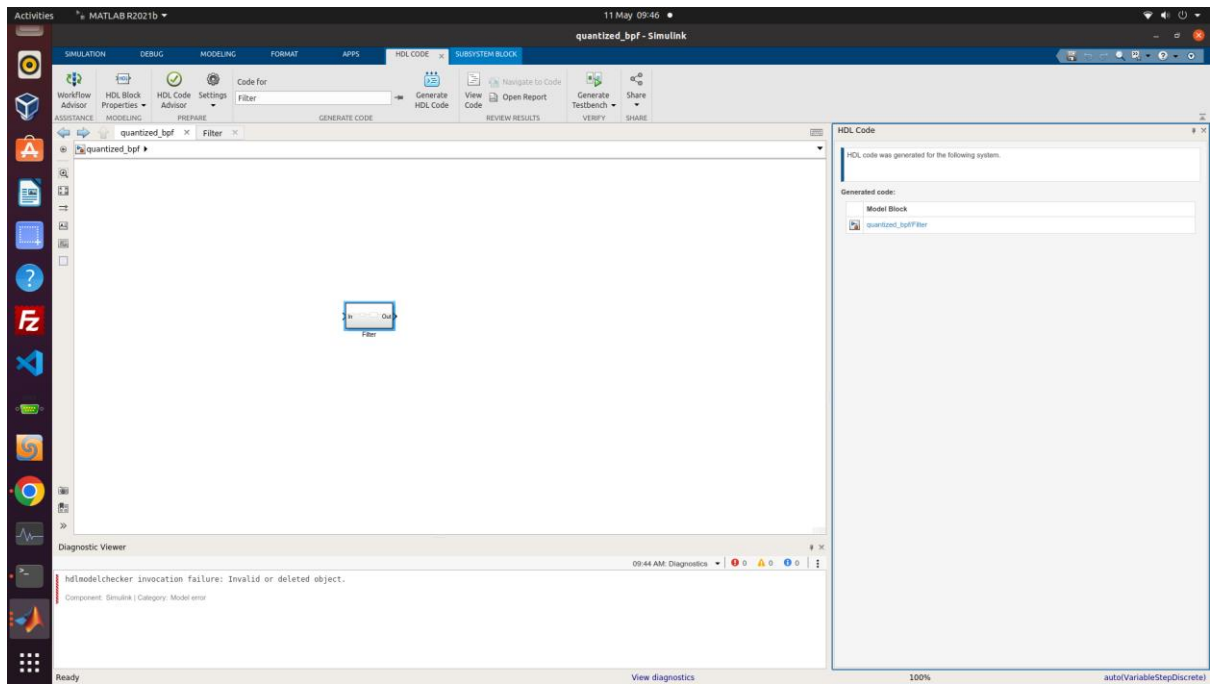 Activities MATLAB R2021b 11 May 09:46
quantized_bpf - Simulink
SIMULATION DEBUG MODELING FORMAT APPS HDL CODE SUBSYSTEM BLOCK
Workflow Advisor
HDL Block Properties
HDL Code Advisor
Settings
Code for
Filter
Generate HDL Code
View Code
Navigate to Code
Open Report
Generate Testbench
Share
ASSISTANCE MODELING PREPARE GENERATE CODE REVIEW RESULTS VERIFY SHARE
quantized_bpf Filter
quantized_bpf
In Out
Filter
HDL Code
HDL code was generated for the following system.
Generated code:
Model Block
quantized_bpf/Filter
Diagnostic Viewer
09:44 AM: Diagnostics 0 0 0
hdlmodelchecker invocation failure: Invalid or deleted object.
Component: Simulink | Category: Model error
Ready View diagnostics 100% auto(VariableStepDiscrete)